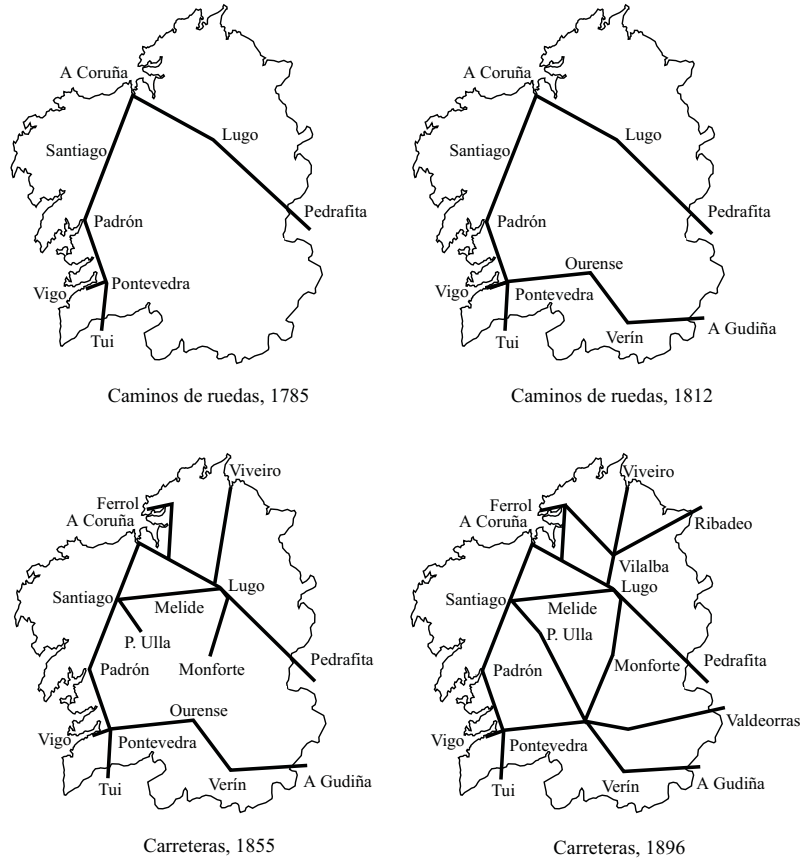 A Coruña
Lugo
Santiago
Padrón
Pedrafita
Pontevedra
Vigo
Tui
Caminos de ruedas, 1785
A Coruña
Lugo
Santiago
Padrón
Pedrafita
Ourense
Vigo
Pontevedra
Tui
Verín
A Gudiña
Caminos de ruedas, 1812
Viveiro
Ferrol
A Coruña
Lugo
Santiago
Melide
P. Ulla
Padrón
Monforte
Pedrafita
Ourense
Vigo
Pontevedra
Tui
Verín
A Gudiña
Carreteras, 1855
Viveiro
Ferrol
A Coruña
Ribadeo
Vilalba
Lugo
Santiago
Melide
P. Ulla
Padrón
Monforte
Pedrafita
Valdeorras
Vigo
Pontevedra
Tui
Verín
A Gudiña
Carreteras, 1896